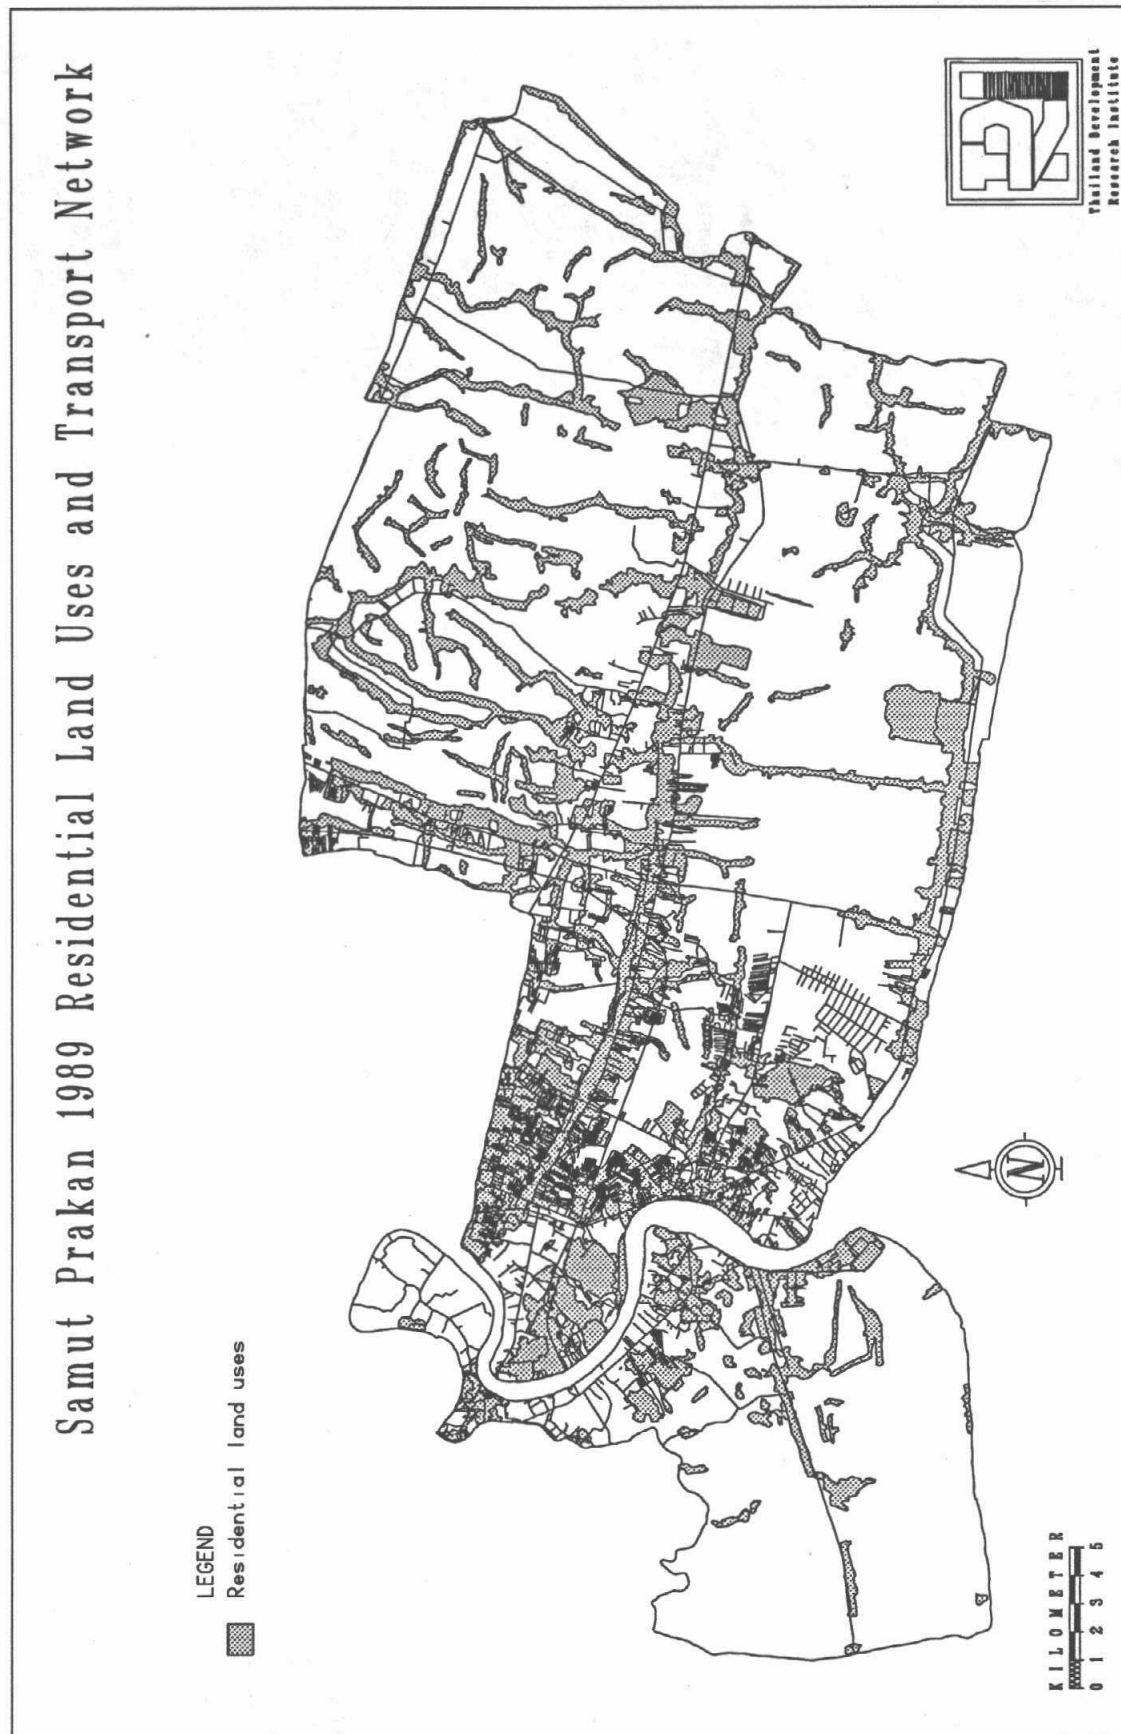 Samut Prakan 1989 Residential Land Uses and Transport Network
LEGEND
Residential land uses
N
KILOMETER
0 1 2 3 4 5
Thailand Development
Research Institute